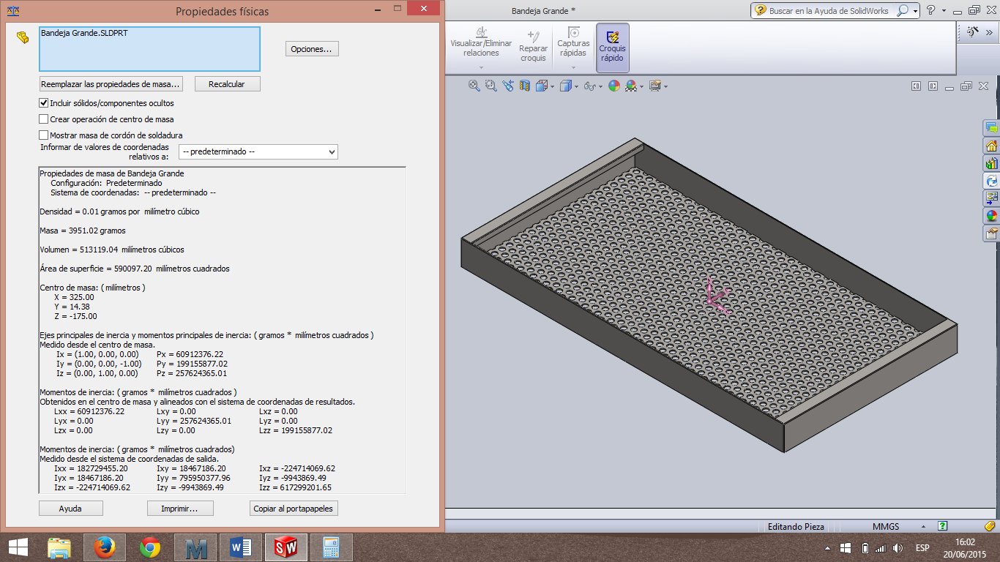 Propiedades físicas
Bandeja Grande.SLDPRT
Opciones...
Reemplazar las propiedades de masa...
Recalcular
Incluir sólidos/componentes ocultos
Crear operación de centro de masa
Mostrar masa de cordón de soldadura
Informar de valores de coordenadas
relativos a:
-- predeterminado --
Propiedades de masa de Bandeja Grande
Configuración: Predeterminado
Sistema de coordenadas: -- predeterminado --
Densidad = 0.01 gramos por milímetro cúbico
Masa = 3951.02 gramos
Volumen = 513119.04 milímetros cúbicos
Área de superficie = 590097.20 milímetros cuadrados
Centro de masa: ( milímetros )
X = 325.00
Y = 14.38
Z = -175.00
Ejes principales de inercia y momentos principales de inercia: ( gramos * milímetros cuadrados )
Medido desde el centro de masa.
Ix = (1.00, 0.00, 0.00) Px = 60912376.22
Iy = (0.00, 0.00, -1.00) Py = 199155877.02
Iz = (0.00, 1.00, 0.00) Pz = 257624365.01
Momentos de inercia: ( gramos * milímetros cuadrados )
Obtenidos en el centro de masa y alineados con el sistema de coordenadas de resultados.
Lxx = 60912376.22 Lxy = 0.00 Lxz = 0.00
Lyx = 0.00 Lyy = 257624365.01 Lyz = 0.00
Lzx = 0.00 Lzy = 0.00 Lzz = 199155877.02
Momentos de inercia: ( gramos * milímetros cuadrados)
Medido desde el sistema de coordenadas de salida.
Ixx = 182729455.20 Ixy = 18467186.20 Ixz = -224714069.62
Iyx = 18467186.20 Iyy = 795950377.96 Iyz = -9943869.49
Izx = -224714069.62 Izy = -9943869.49 Izz = 617299201.65
Ayuda
Imprimir...
Copiar al portapapeles
Bandeja Grande *
Buscar en la Ayuda de SolidWorks
Visualizar/Eliminar
relaciones
Reparar
croquis
Capturas
rápidas
Croquis
rápido
Editando Pieza
MMGS
ESP
16:02
20/06/2015